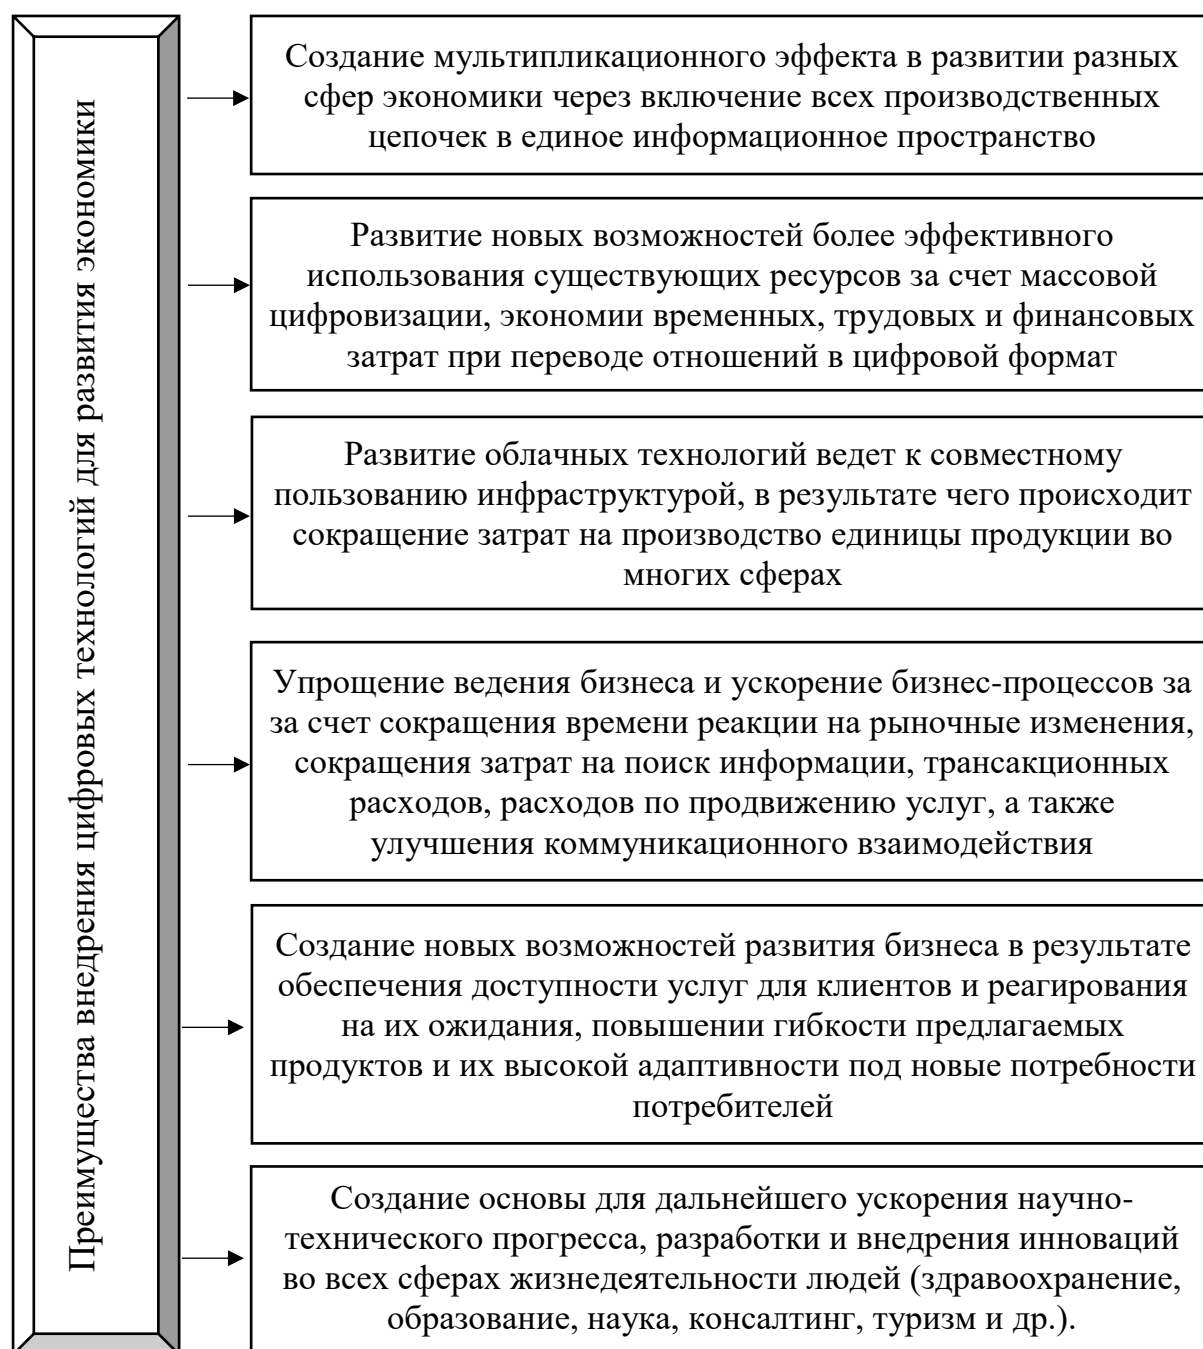 Преимущества внедрения цифровых технологий для развития экономики
Создание мультипликационного эффекта в развитии разных
сфер экономики через включение всех производственных
цепочек в единое информационное пространство
Развитие новых возможностей более эффективного
использования существующих ресурсов за счет массовой
цифровизации, экономии временных, трудовых и финансовых
затрат при переводе отношений в цифровой формат
Развитие облачных технологий ведет к совместному
пользованию инфраструктурой, в результате чего происходит
сокращение затрат на производство единицы продукции во
многих сферах
Упрощение ведения бизнеса и ускорение бизнес-процессов за
за счет сокращения времени реакции на рыночные изменения,
сокращения затрат на поиск информации, трансакционных
расходов, расходов по продвижению услуг, а также
улучшения коммуникационного взаимодействия
Создание новых возможностей развития бизнеса в результате
обеспечения доступности услуг для клиентов и реагирования
на их ожидания, повышении гибкости предлагаемых
продуктов и их высокой адаптивности под новые потребности
потребителей
Создание основы для дальнейшего ускорения научно-
технического прогресса, разработки и внедрения инноваций
во всех сферах жизнедеятельности людей (здравоохранение,
образование, наука, консалтинг, туризм и др.).